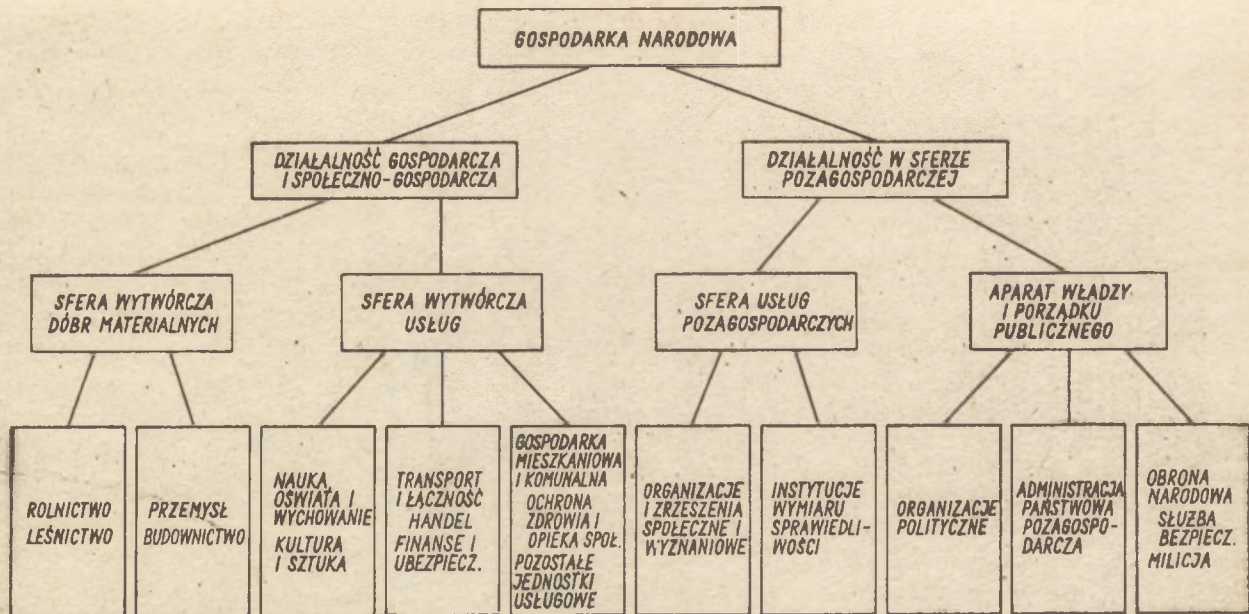 GOSPODARKA NARODOWA
DZIAŁALNOŚĆ GOSPODARCZA
I SPOŁECZNO-GOSPODARCZA
DZIAŁALNOŚĆ W SFERZE
POZAGOSPODARCZEJ
SFERA WYTWÓRCZA
DÓBR MATERIALNYCH
SFERA WYTWÓRCZA
USŁUG
SFERA USŁUG
POZAGOSPODARCZYCH
APARAT WŁADZY
I PORZĄDKU
PUBLICZNEGO
ROLNICTWO
LEŚNICTWO
PRZEMYSŁ
BUDOWNICTWO
NAUKA,
OŚWIATA I
WYCHOWANIE
KULTURA
I SZTUKA
TRANSPORT
I ŁĄCZNOŚĆ
HANDEL
FINANSE I
UBEZPIECZ.
GOSPODARKA
MIESZKANIOWA
I KOMUNALNA
OCHRONA
ZDROWIA I
OPIEKA SPOŁ.
POZOSTAŁE
JEDNOSTKI
USŁUGOWE
ORGANIZACJE
I ZRZESZENIA
SPOŁECZNE I
WYZNANIOWE
INSTYTUCJE
WYMIARU
SPRAWIEDLI-
WOŚCI
ORGANIZACJE
POLITYCZNE
ADMINISTRACJA
PAŃSTWOWA
POZAGOSPO-
DARCZA
OBRONA
NARODOWA
SŁUŻBA
BEZPIECZ.
MILICJA